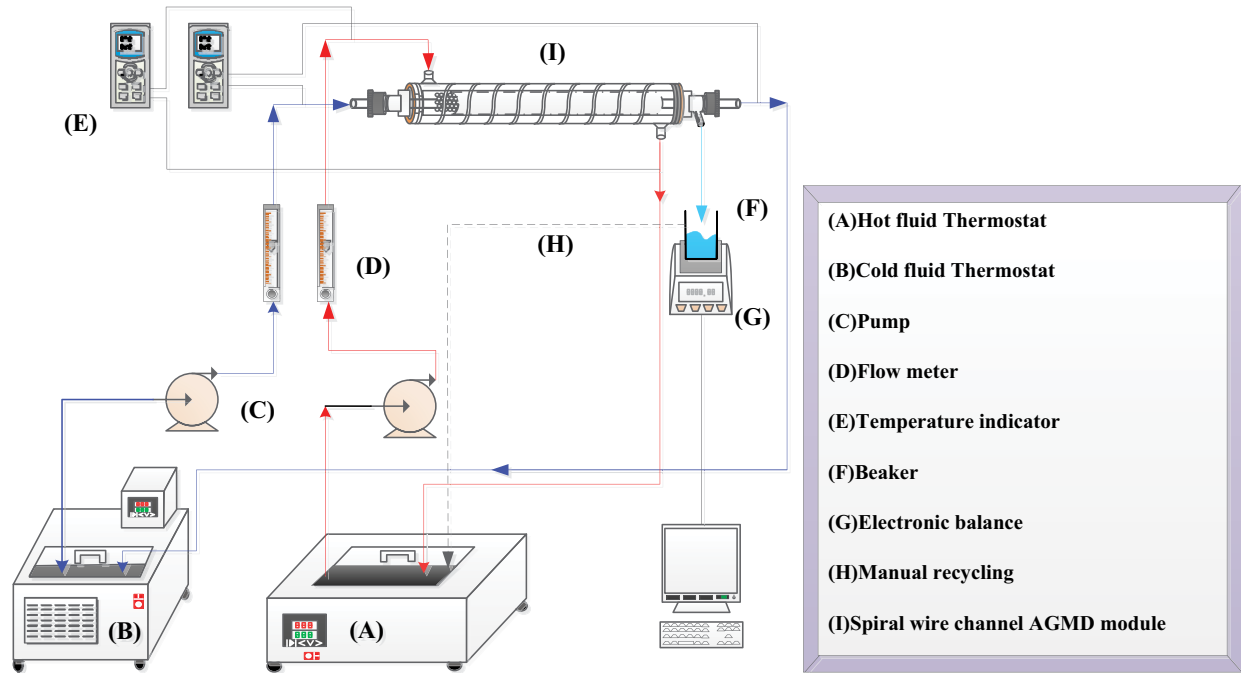 (I)
(E)
(F)
(H)
(D)
(G)
(C)
(B)
(A)
(A)Hot fluid Thermostat
(B)Cold fluid Thermostat
(C)Pump
(D)Flow meter
(E)Temperature indicator
(F)Beaker
(G)Electronic balance
(H)Manual recycling
(I)Spiral wire channel AGMD module